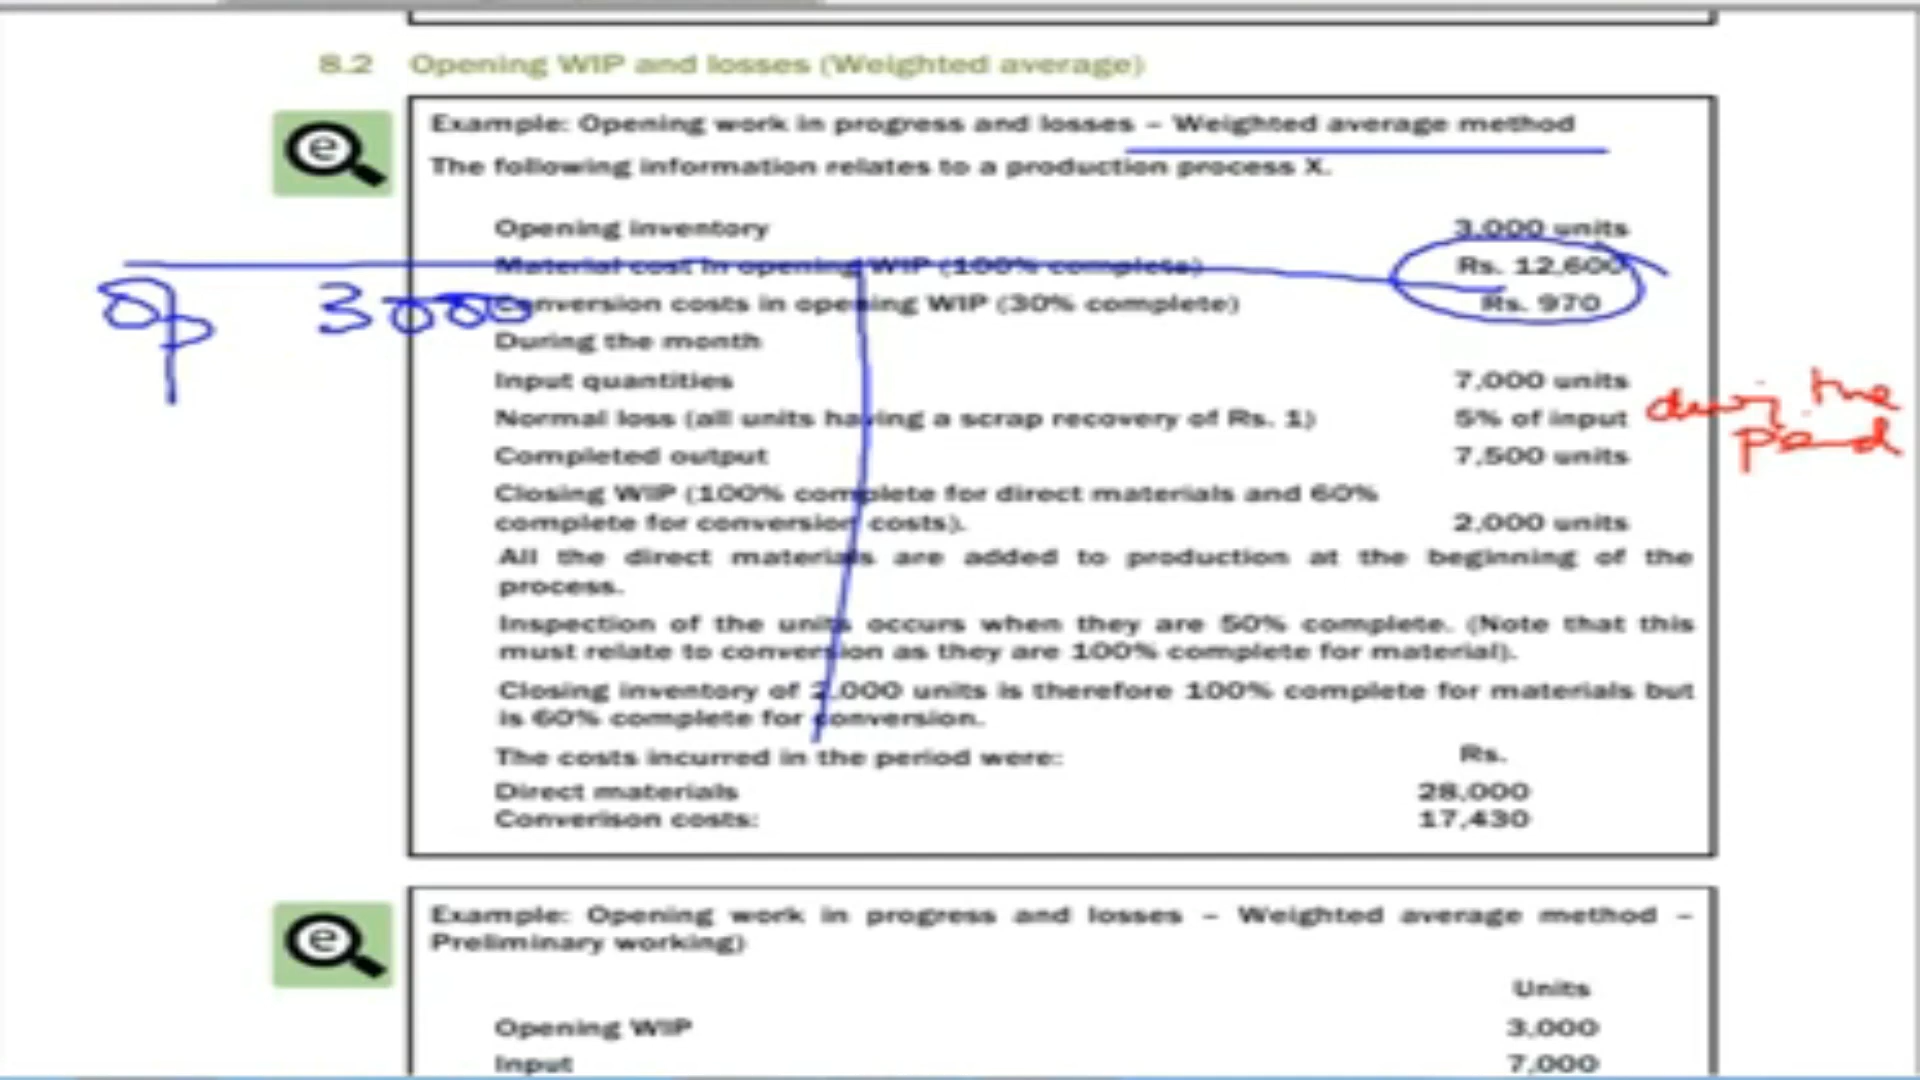 8.2 Opening WIP and losses (Weighted average)
Example: Opening work in progress and losses – Weighted average method
The following information relates to a production process X.
Opening inventory 3,000 units
Material cost in opening WIP (100% complete) Rs. 12,600
Op 3000
Conversion costs in opening WIP (30% complete) Rs. 970
During the month
Input quantities 7,000 units
Normal loss (all units having a scrap recovery of Rs. 1) 5% of input
during the
period
Completed output 7,500 units
Closing WIP (100% complete for direct materials and 60%
complete for conversion costs). 2,000 units
All the direct materials are added to production at the beginning of the
process.
Inspection of the units occurs when they are 50% complete. (Note that this
must relate to conversion as they are 100% complete for material).
Closing inventory of 2,000 units is therefore 100% complete for materials but
is 60% complete for conversion.
The costs incurred in the period were: Rs.
Direct materials 28,000
Converison costs: 17,430
Example: Opening work in progress and losses – Weighted average method –
Preliminary working)
Units
Opening WIP 3,000
Input 7,000